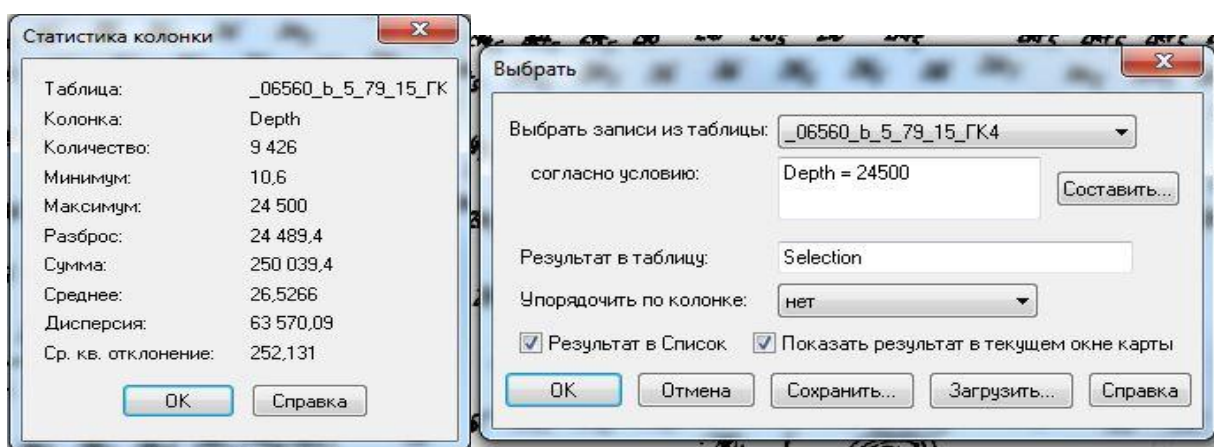 Статистика колонки
Таблица: _06560_b_5_79_15_ГК
Колонка: Depth
Количество: 9 426
Минимум: 10,6
Максимум: 24 500
Разброс: 24 489,4
Сумма: 250 039,4
Среднее: 26,5266
Дисперсия: 63 570,09
Ср. кв. отклонение: 252,131
OK Справка
Выбрать
Выбрать записи из таблицы: _06560_b_5_79_15_ГК4
согласно условию: Depth = 24500
Составить...
Результат в таблицу: Selection
Упорядочить по колонке: нет
Результат в Список Показать результат в текущем окне карты
OK Отмена Сохранить... Загрузить... Справка